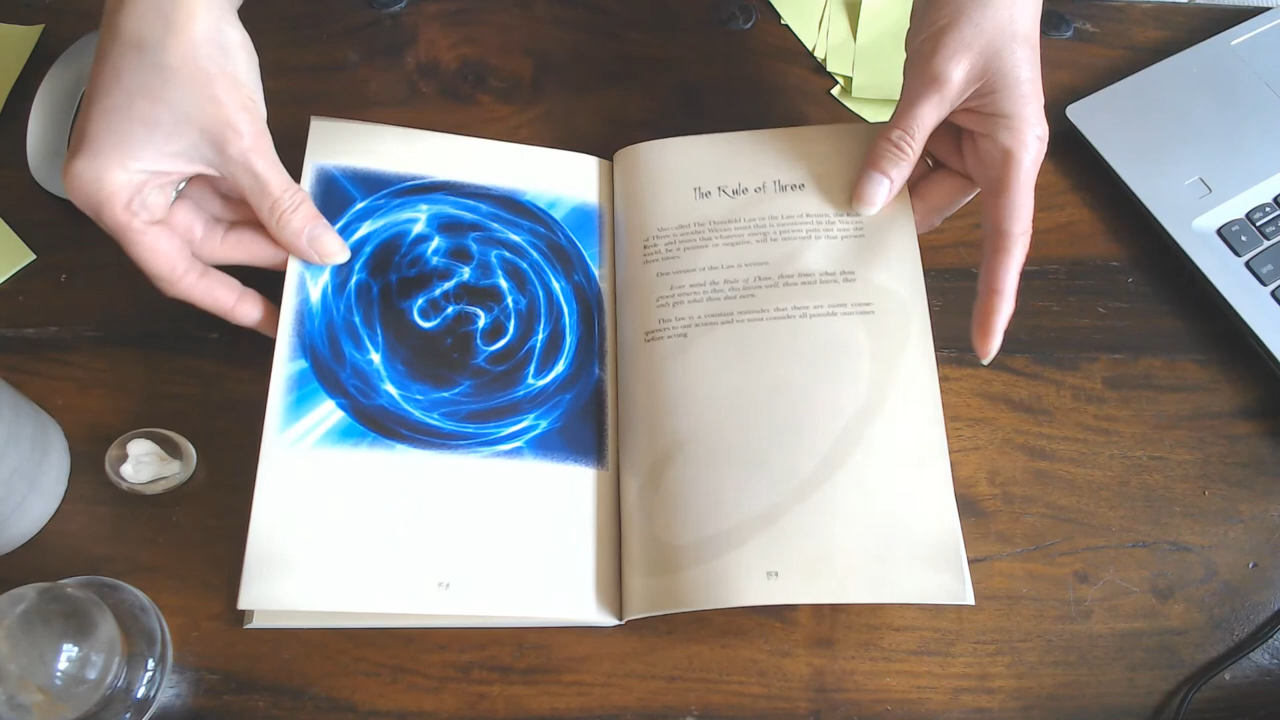 The Rule of Three
Also called The Threefold Law or the Law of Return, the Rule
of Three is another Wiccan tenet that is mentioned in the Wiccan
Rede and states that whatever energy a person puts out into the
world, be it positive or negative, will be returned to that person
three times.
One version of the Law is written:
Ever mind the Rule of Three, three times what thou
givest returns to thee, this lesson well, thou must learn, thee
only gets what thou dost earn.
This law is a constant reminder that there are many conse-
quences to our actions and we must consider all possible outcomes
before acting.